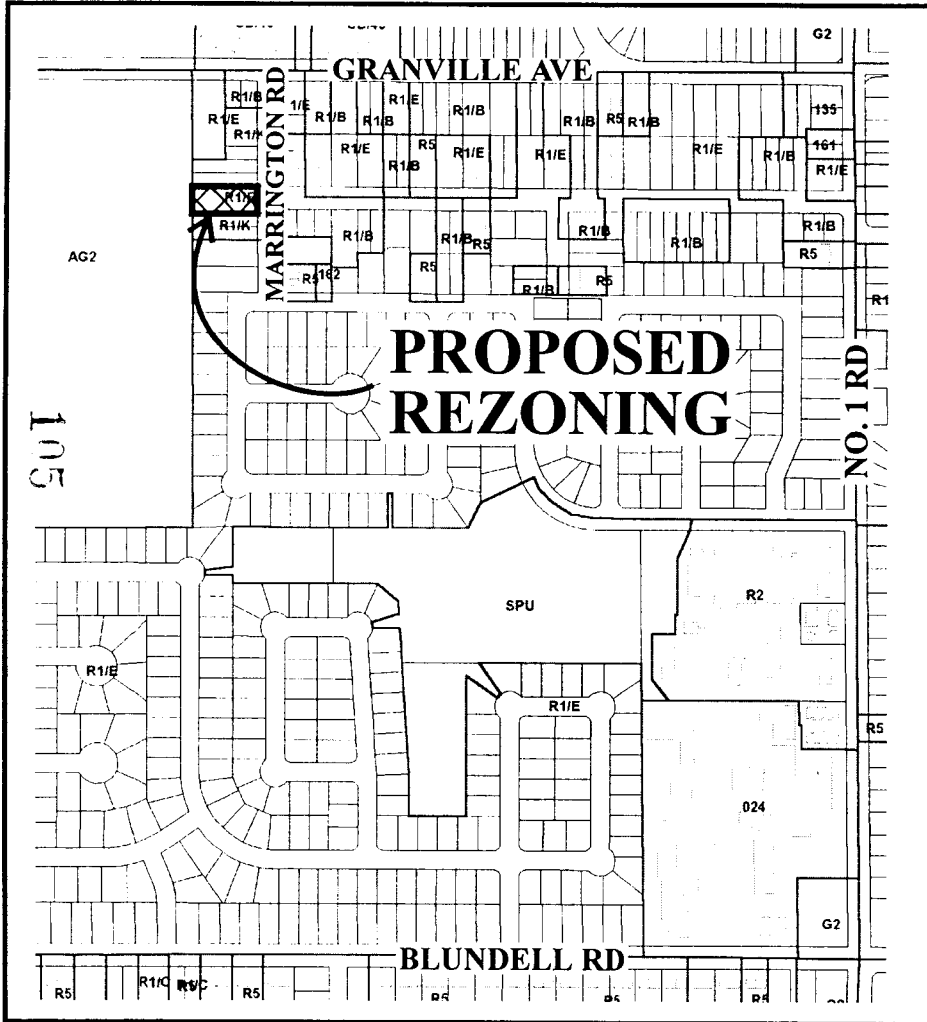 G2
GRANVILLE AVE
MARRINGTON RD
R1/B
R1/E
R1/B
R1/E
R1/B
R1/B
R1/E
R5
R1/B
R1/E
R1/B
R1/E
R1/B
R5
R1/B
R1/E
R1/E
R1/B
135
161
R1/E
R1/K
AG2
R1/B
R1/B
R5
R5
R5
162
R1/B
R1/B
R1/B
R5
R1/B
R5
PROPOSED
REZONING
NO. 1 RD
105
SPU
R2
R1/E
R1/E
R5
024
G2
BLUNDELL RD
R5
R1/C
R5
R5
R5
R5